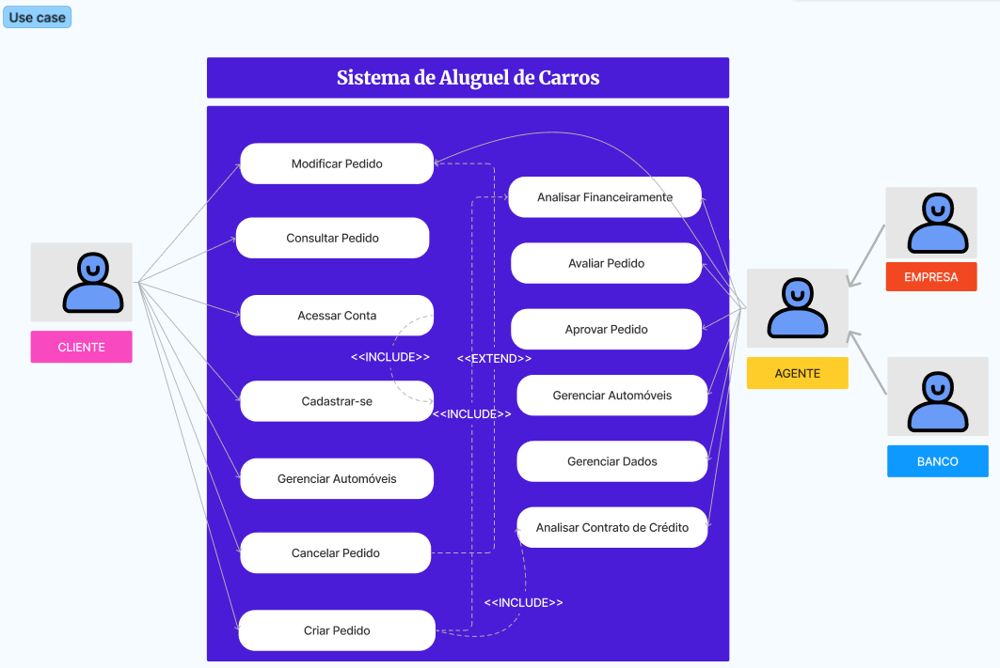 Use case
Sistema de Aluguel de Carros
Modificar Pedido
Consultar Pedido
Acessar Conta
<<INCLUDE>>
Cadastrar-se
Gerenciar Automóveis
Cancelar Pedido
Criar Pedido
<<EXTEND>>
<<INCLUDE>>
<<INCLUDE>>
Analisar Financeiramente
Avaliar Pedido
Aprovar Pedido
Gerenciar Automóveis
Gerenciar Dados
Analisar Contrato de Crédito
CLIENTE
AGENTE
EMPRESA
BANCO